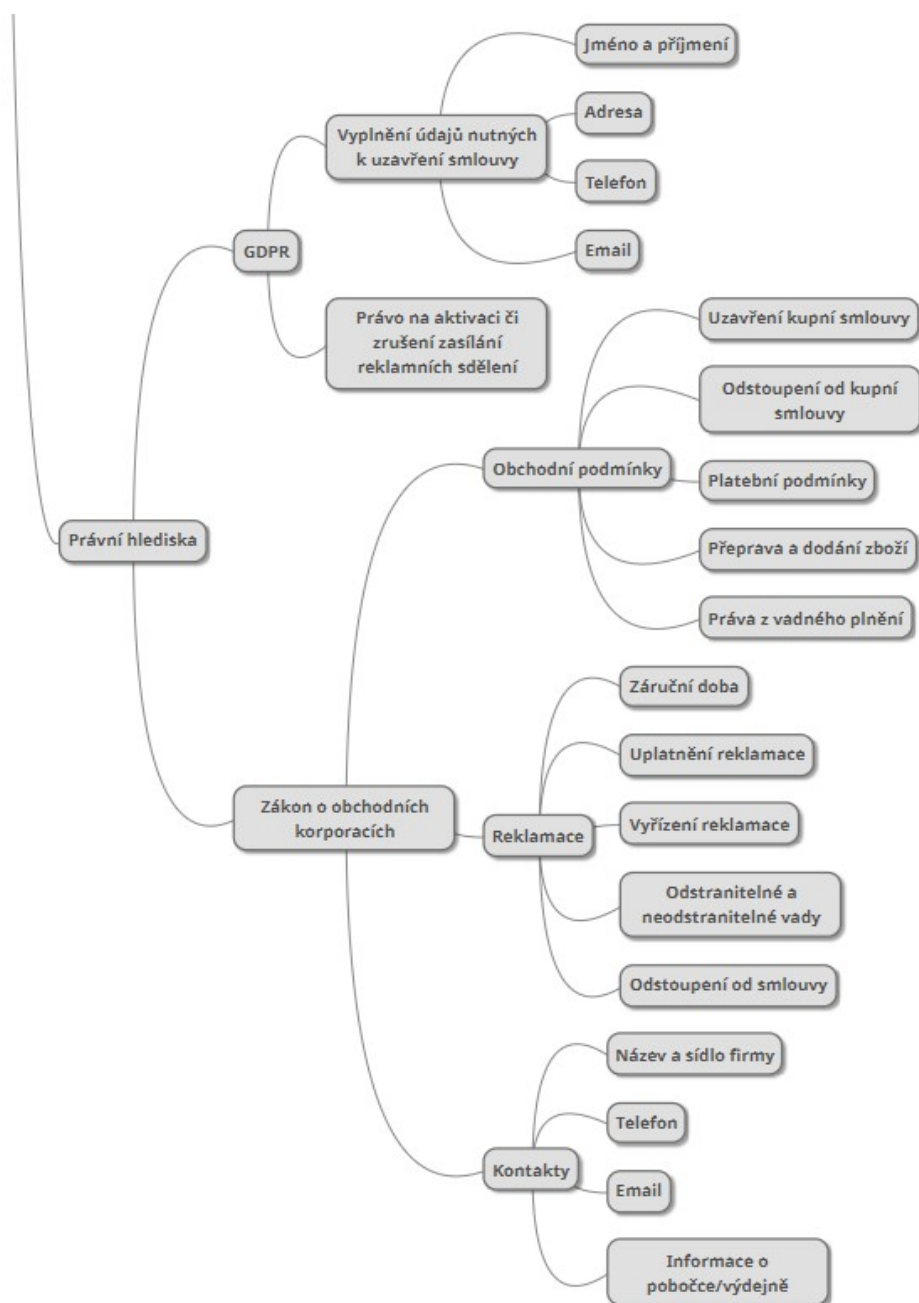 Jméno a příjmení
Adresa
Vyplnění údajů nutných
k uzavření smlouvy
Telefon
Email
GDPR
Právo na aktivaci či
zrušení zasílání
reklamních sdělení
Uzavření kupní smlouvy
Odstoupení od kupní
smlouvy
Obchodní podmínky
Platební podmínky
Přeprava a dodání zboží
Práva z vadného plnění
Právní hlediska
Záruční doba
Uplatnění reklamace
Zákon o obchodních
korporacích
Reklamace
Vyřízení reklamace
Odstranitelné a
neodstranitelné vady
Odstoupení od smlouvy
Název a sídlo firmy
Telefon
Kontakty
Email
Informace o
pobočce/výdejně